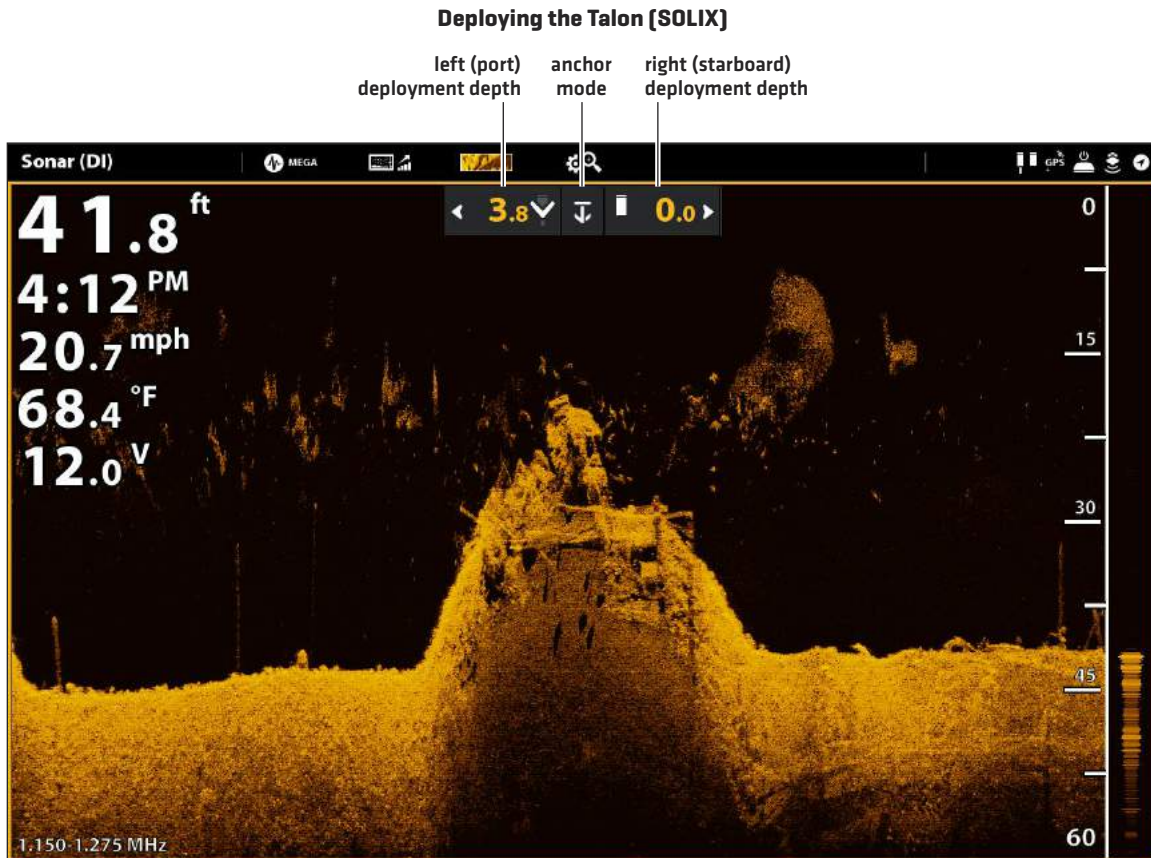 Deploying the Talon (SOLIX)
left (port) anchor right (starboard)
deployment depth mode deployment depth
Sonar (DI) MEGA GPS
3.8 0.0
41.8 ft
4:12 PM
20.7 mph
68.4 °F
12.0 V
0
15
30
45
60
1.150-1.275 MHz